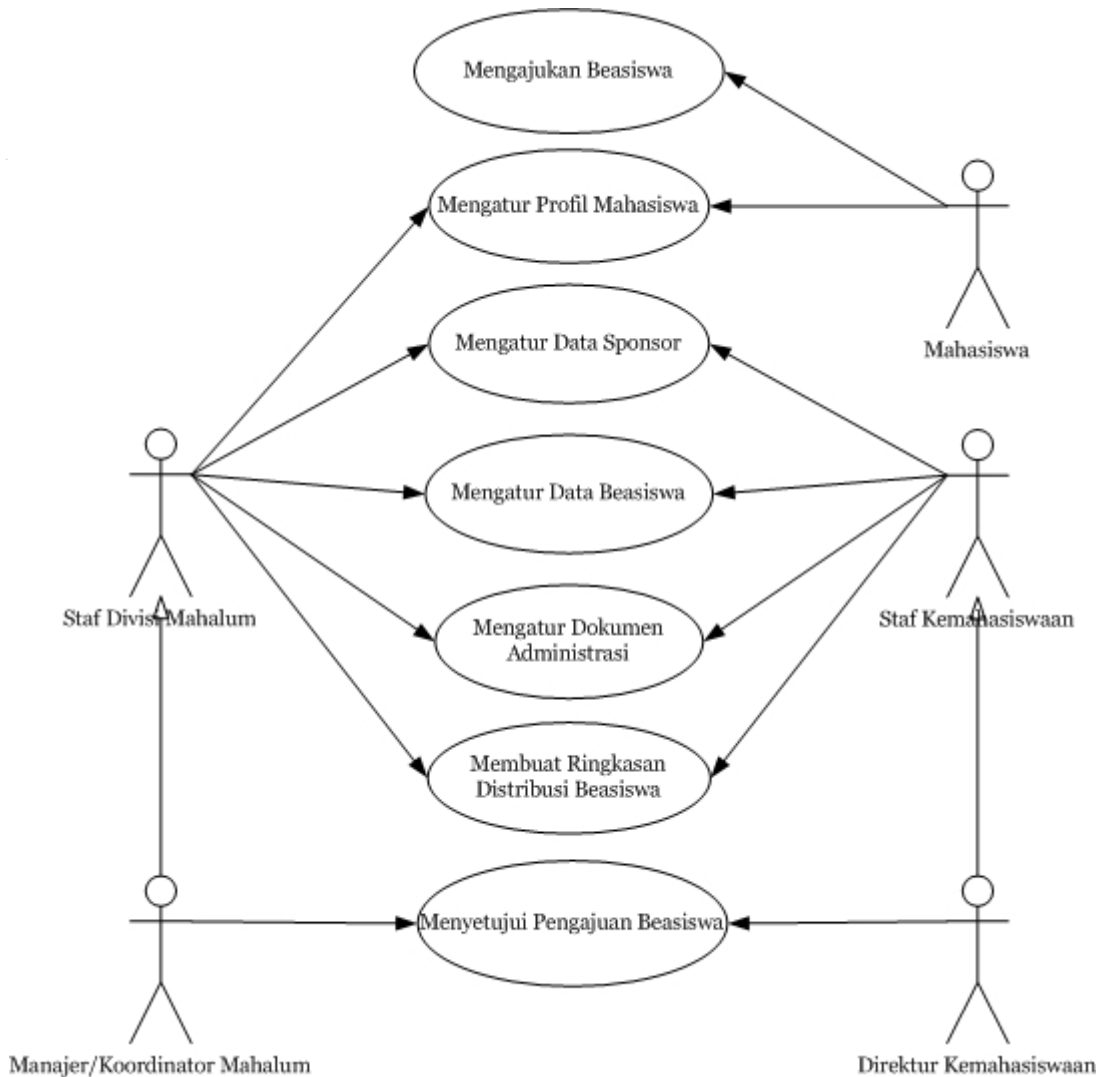 Mengajukan Beasiswa
Mengatur Profil Mahasiswa
Mengatur Data Sponsor
Mahasiswa
Mengatur Data Beasiswa
Staf Divisi Mahalum
Staf Kemahasiswaan
Mengatur Dokumen
Administrasi
Membuat Ringkasan
Distribusi Beasiswa
Menyetujui Pengajuan Beasiswa
Manajer/Koordinator Mahalum
Direktur Kemahasiswaan